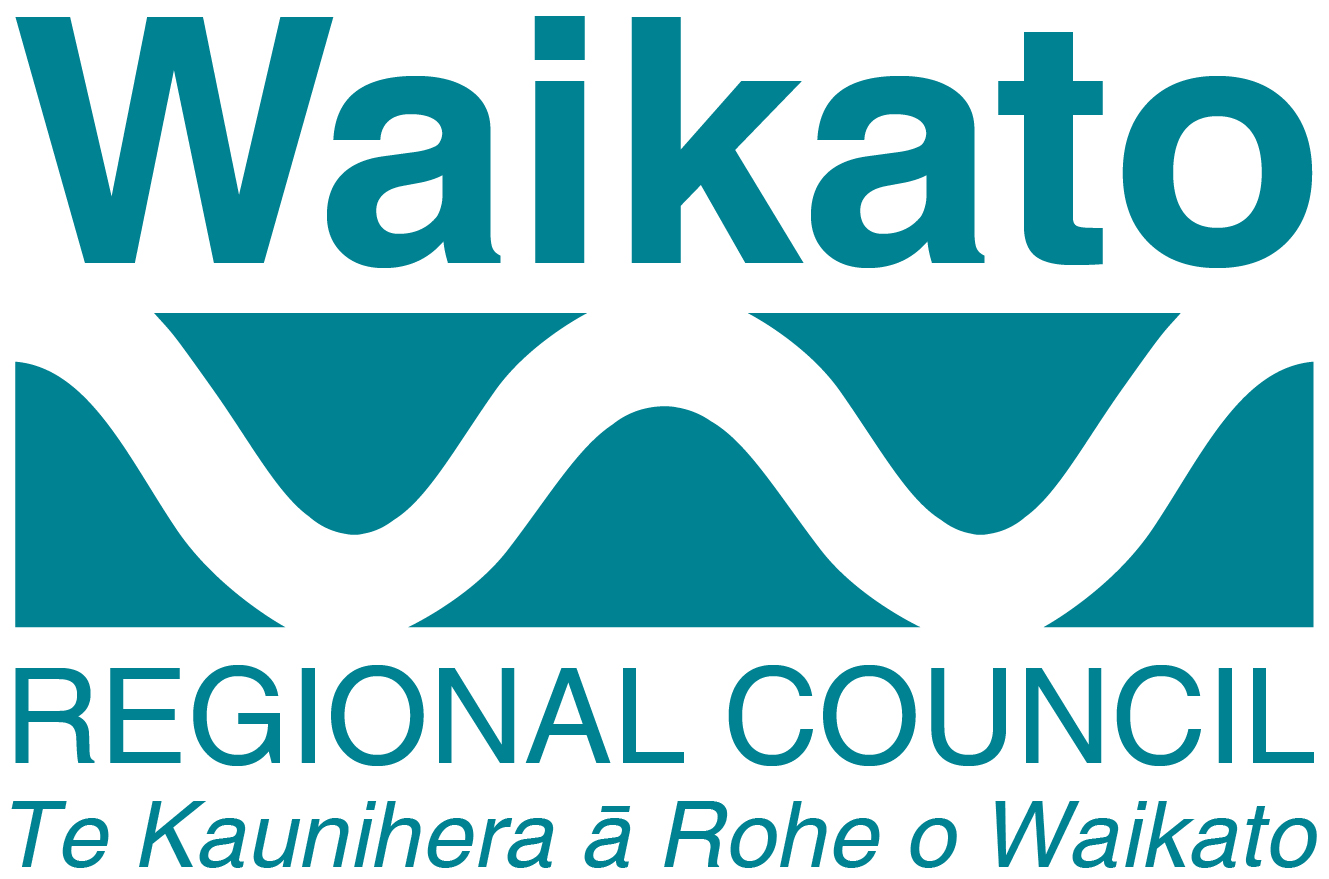 Waikato
REGIONAL COUNCIL
Te Kaunihera ā Rohe o Waikato